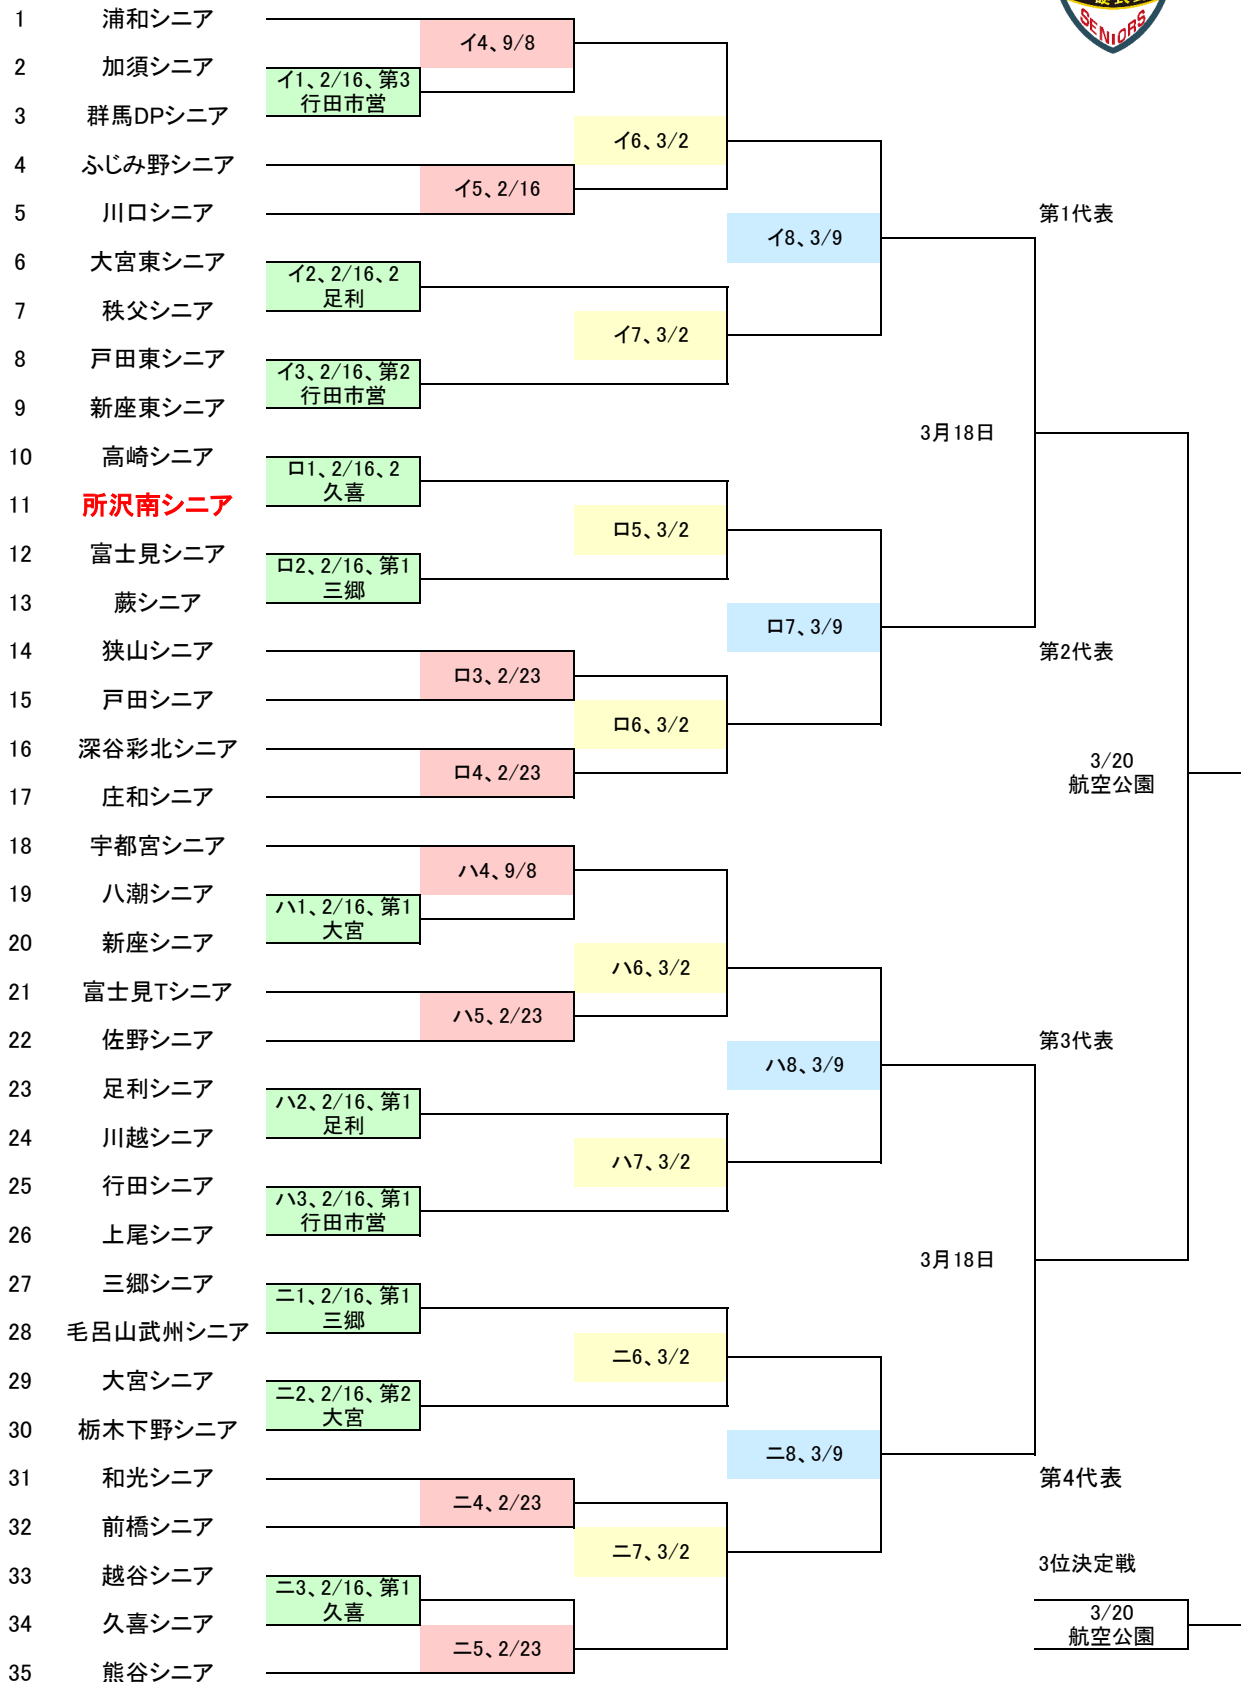 SENIORS
1 浦和シニア
イ4、9/8
2 加須シニア
イ1、2/16、第3
行田市営
3 群馬DPシニア
イ6、3/2
4 ふじみ野シニア
イ5、2/16
5 川口シニア
第1代表
イ8、3/9
6 大宮東シニア
イ2、2/16、2
足利
7 秩父シニア
イ7、3/2
8 戸田東シニア
イ3、2/16、第2
行田市営
9 新座東シニア
3月18日
10 高崎シニア
ロ1、2/16、2
久喜
11 所沢南シニア
ロ5、3/2
12 富士見シニア
ロ2、2/16、第1
三郷
13 蕨シニア
ロ7、3/9
14 狭山シニア
第2代表
ロ3、2/23
15 戸田シニア
ロ6、3/2
16 深谷彩北シニア
ロ4、2/23
3/20
航空公園
17 庄和シニア
18 宇都宮シニア
ハ4、9/8
19 八潮シニア
ハ1、2/16、第1
大宮
20 新座シニア
ハ6、3/2
21 富士見Tシニア
ハ5、2/23
22 佐野シニア
第3代表
ハ8、3/9
23 足利シニア
ハ2、2/16、第1
足利
24 川越シニア
ハ7、3/2
25 行田シニア
ハ3、2/16、第1
行田市営
26 上尾シニア
3月18日
27 三郷シニア
ニ1、2/16、第1
三郷
28 毛呂山武州シニア
ニ6、3/2
29 大宮シニア
ニ2、2/16、第2
大宮
30 栃木下野シニア
ニ8、3/9
31 和光シニア
第4代表
ニ4、2/23
32 前橋シニア
ニ7、3/2
3位決定戦
33 越谷シニア
ニ3、2/16、第1
久喜
34 久喜シニア
3/20
航空公園
ニ5、2/23
35 熊谷シニア